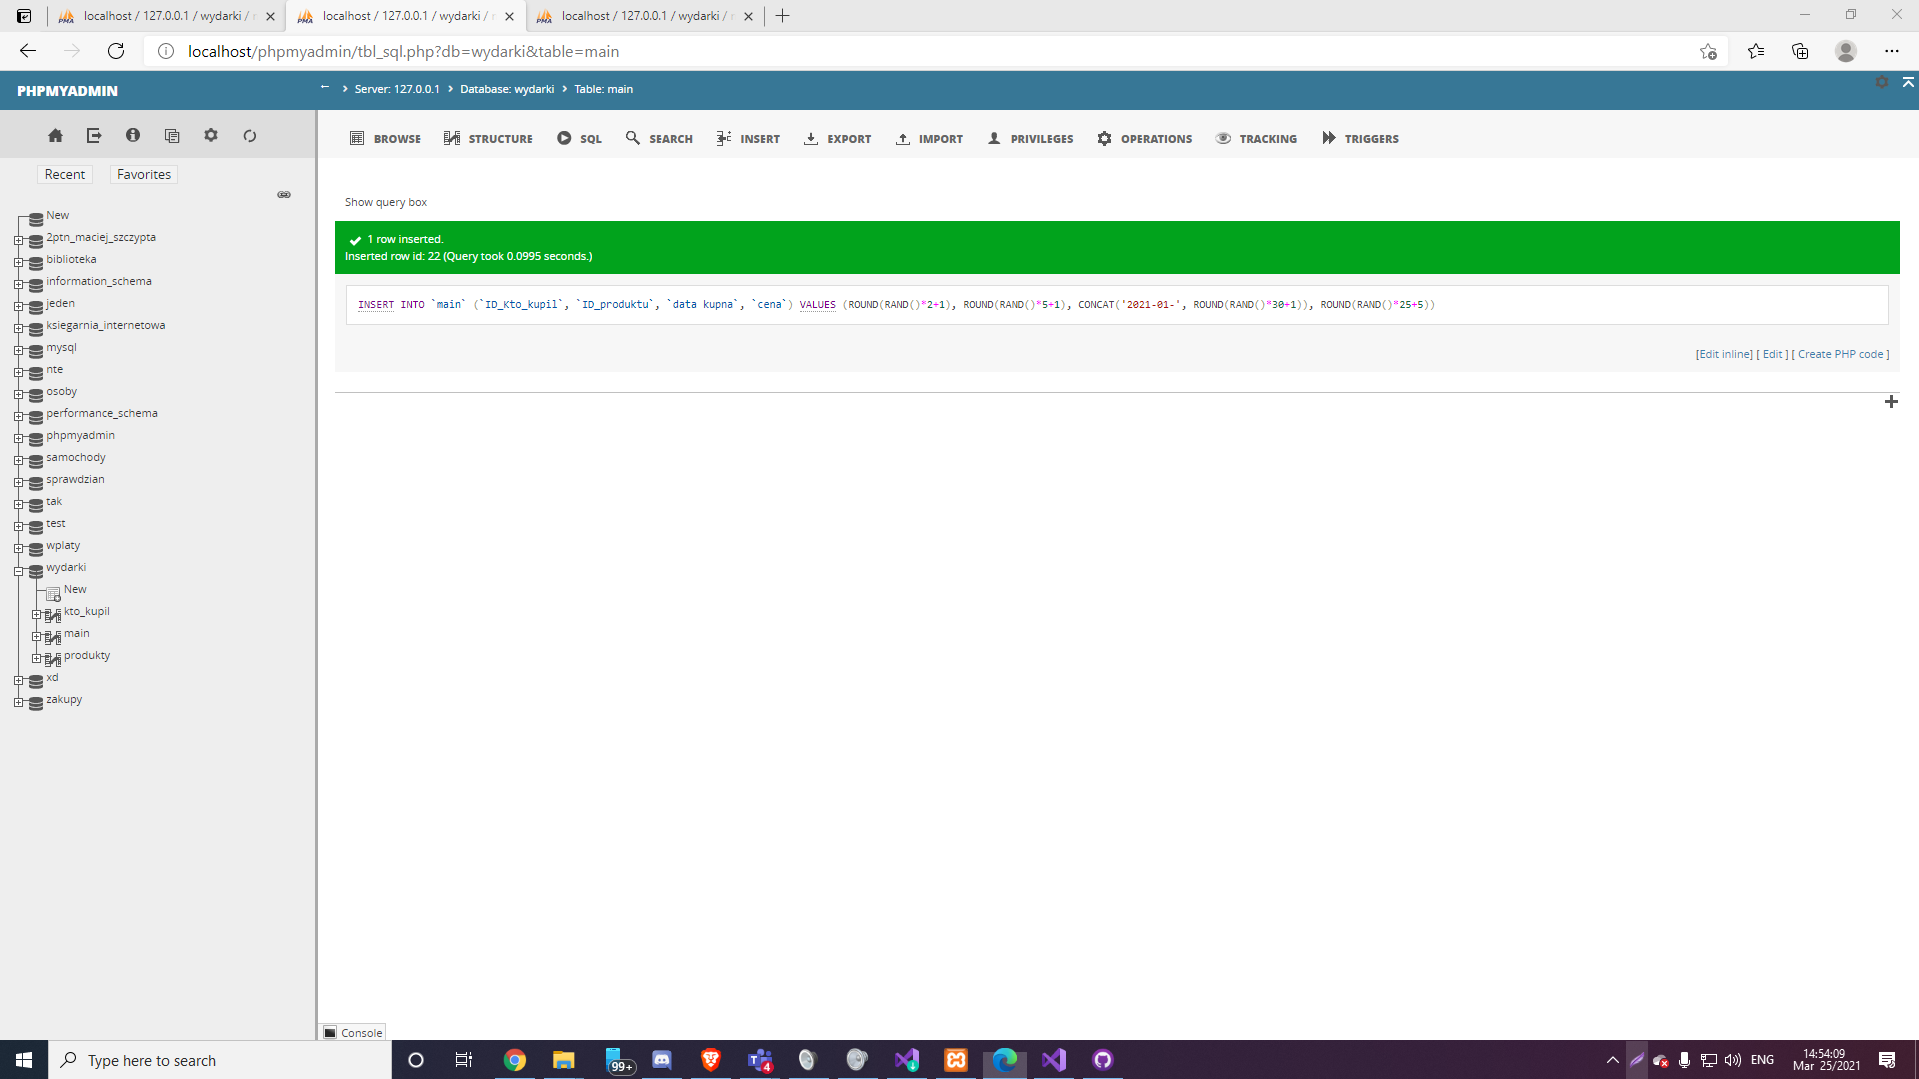 localhost / 127.0.0.1 / wydarki /
localhost / 127.0.0.1 / wydarki /
localhost / 127.0.0.1 / wydarki /
localhost/phpmyadmin/tbl_sql.php?db=wydarki&table=main
PHPMYADMIN
Server: 127.0.0.1
Database: wydarki
Table: main
BROWSE
STRUCTURE
SQL
SEARCH
INSERT
EXPORT
IMPORT
PRIVILEGES
OPERATIONS
TRACKING
TRIGGERS
Recent
Favorites
New
2ptn_maciej_szczypta
biblioteka
information_schema
jeden
ksiegarnia_internetowa
mysql
nte
osoby
performance_schema
phpmyadmin
samochody
sprawdzian
tak
test
wplaty
wydarki
New
kto_kupil
main
produkty
xd
zakupy
Show query box
1 row inserted.
Inserted row id: 22 (Query took 0.0995 seconds.)
INSERT INTO `main` (`ID_Kto_kupil`, `ID_produktu`, `data kupna`, `cena`) VALUES (ROUND(RAND()*2+1), ROUND(RAND()*5+1), CONCAT('2021-01-', ROUND(RAND()*30+1)), ROUND(RAND()*25+5))
[Edit inline] [ Edit ] [ Create PHP code ]
Console
Type here to search
99+
4
ENG
14:54:09
Mar 25/2021